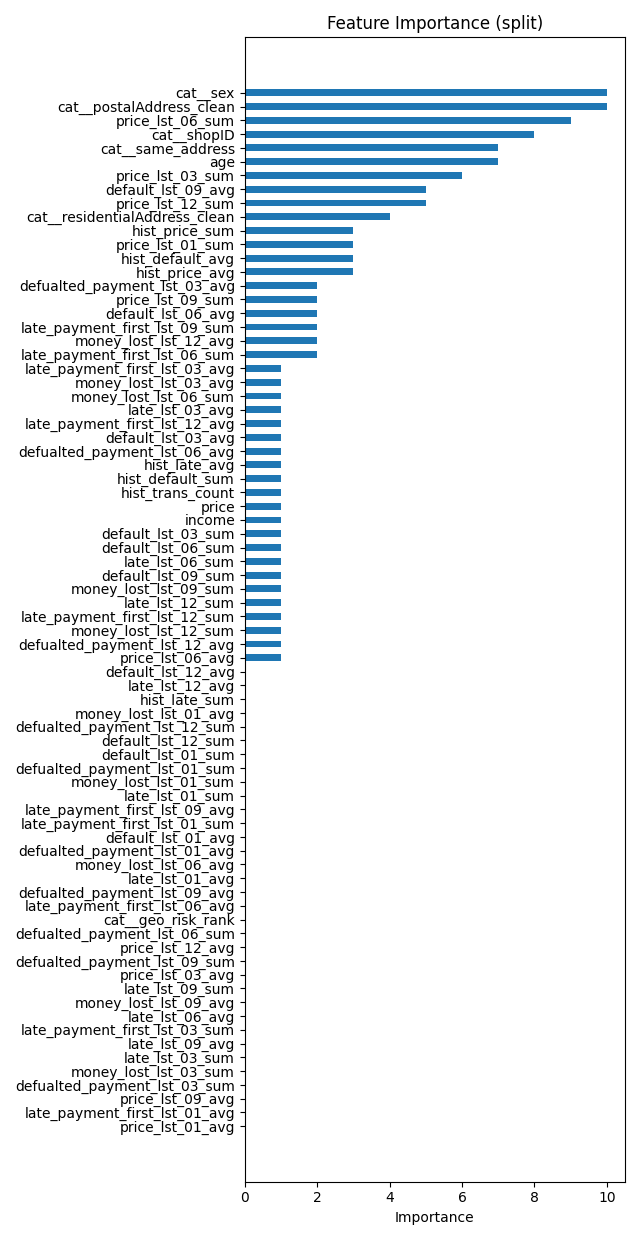 Feature Importance (split)
cat__sex
cat__postalAddress_clean
price_lst_06_sum
cat__shopID
cat__same_address
age
price_lst_03_sum
default_lst_09_avg
price_lst_12_sum
cat__residentialAddress_clean
hist_price_sum
price_lst_01_sum
hist_default_avg
hist_price_avg
defualted_payment_lst_03_avg
price_lst_09_sum
default_lst_06_avg
late_payment_first_lst_09_sum
money_lost_lst_12_avg
late_payment_first_lst_06_sum
late_payment_first_lst_03_avg
money_lost_lst_03_avg
money_lost_lst_06_sum
late_lst_03_avg
late_payment_first_lst_12_avg
default_lst_03_avg
defualted_payment_lst_06_avg
hist_late_avg
hist_default_sum
hist_trans_count
price
income
default_lst_03_sum
default_lst_06_sum
late_lst_06_sum
default_lst_09_sum
money_lost_lst_09_sum
late_lst_12_sum
late_payment_first_lst_12_sum
money_lost_lst_12_sum
defualted_payment_lst_12_avg
price_lst_06_avg
default_lst_12_avg
late_lst_12_avg
hist_late_sum
money_lost_lst_01_avg
defualted_payment_lst_12_sum
default_lst_12_sum
default_lst_01_sum
defualted_payment_lst_01_sum
money_lost_lst_01_sum
late_lst_01_sum
late_payment_first_lst_09_avg
late_payment_first_lst_01_sum
default_lst_01_avg
defualted_payment_lst_01_avg
money_lost_lst_06_avg
late_lst_01_avg
defualted_payment_lst_09_avg
late_payment_first_lst_06_avg
cat__geo_risk_rank
defualted_payment_lst_06_sum
price_lst_12_avg
defualted_payment_lst_09_sum
price_lst_03_avg
late_lst_09_sum
money_lost_lst_09_avg
late_lst_06_avg
late_payment_first_lst_03_sum
late_lst_09_avg
late_lst_03_sum
money_lost_lst_03_sum
defualted_payment_lst_03_sum
price_lst_09_avg
late_payment_first_lst_01_avg
price_lst_01_avg
0 2 4 6 8 10
Importance